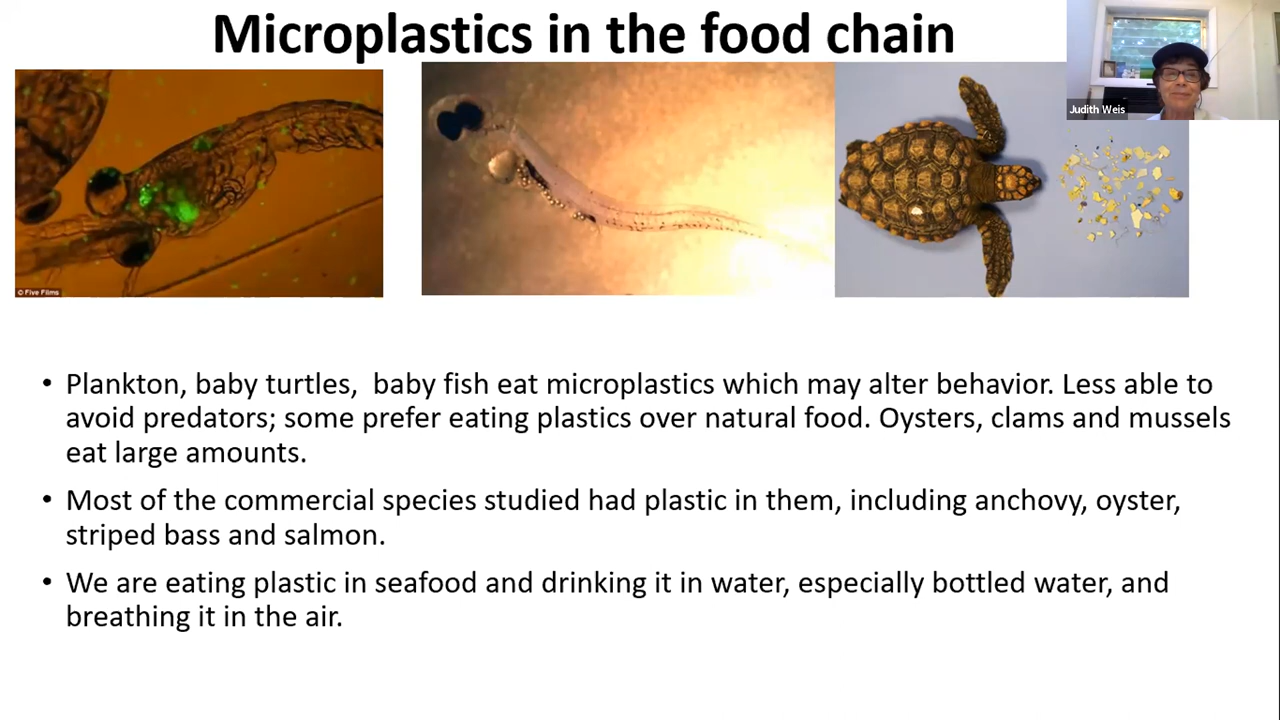 Microplastics in the food chain
Judith Weis
© Five Films
• Plankton, baby turtles,  baby fish eat microplastics which may alter behavior. Less able to
avoid predators; some prefer eating plastics over natural food. Oysters, clams and mussels
eat large amounts.
• Most of the commercial species studied had plastic in them, including anchovy, oyster,
striped bass and salmon.
• We are eating plastic in seafood and drinking it in water, especially bottled water, and
breathing it in the air.